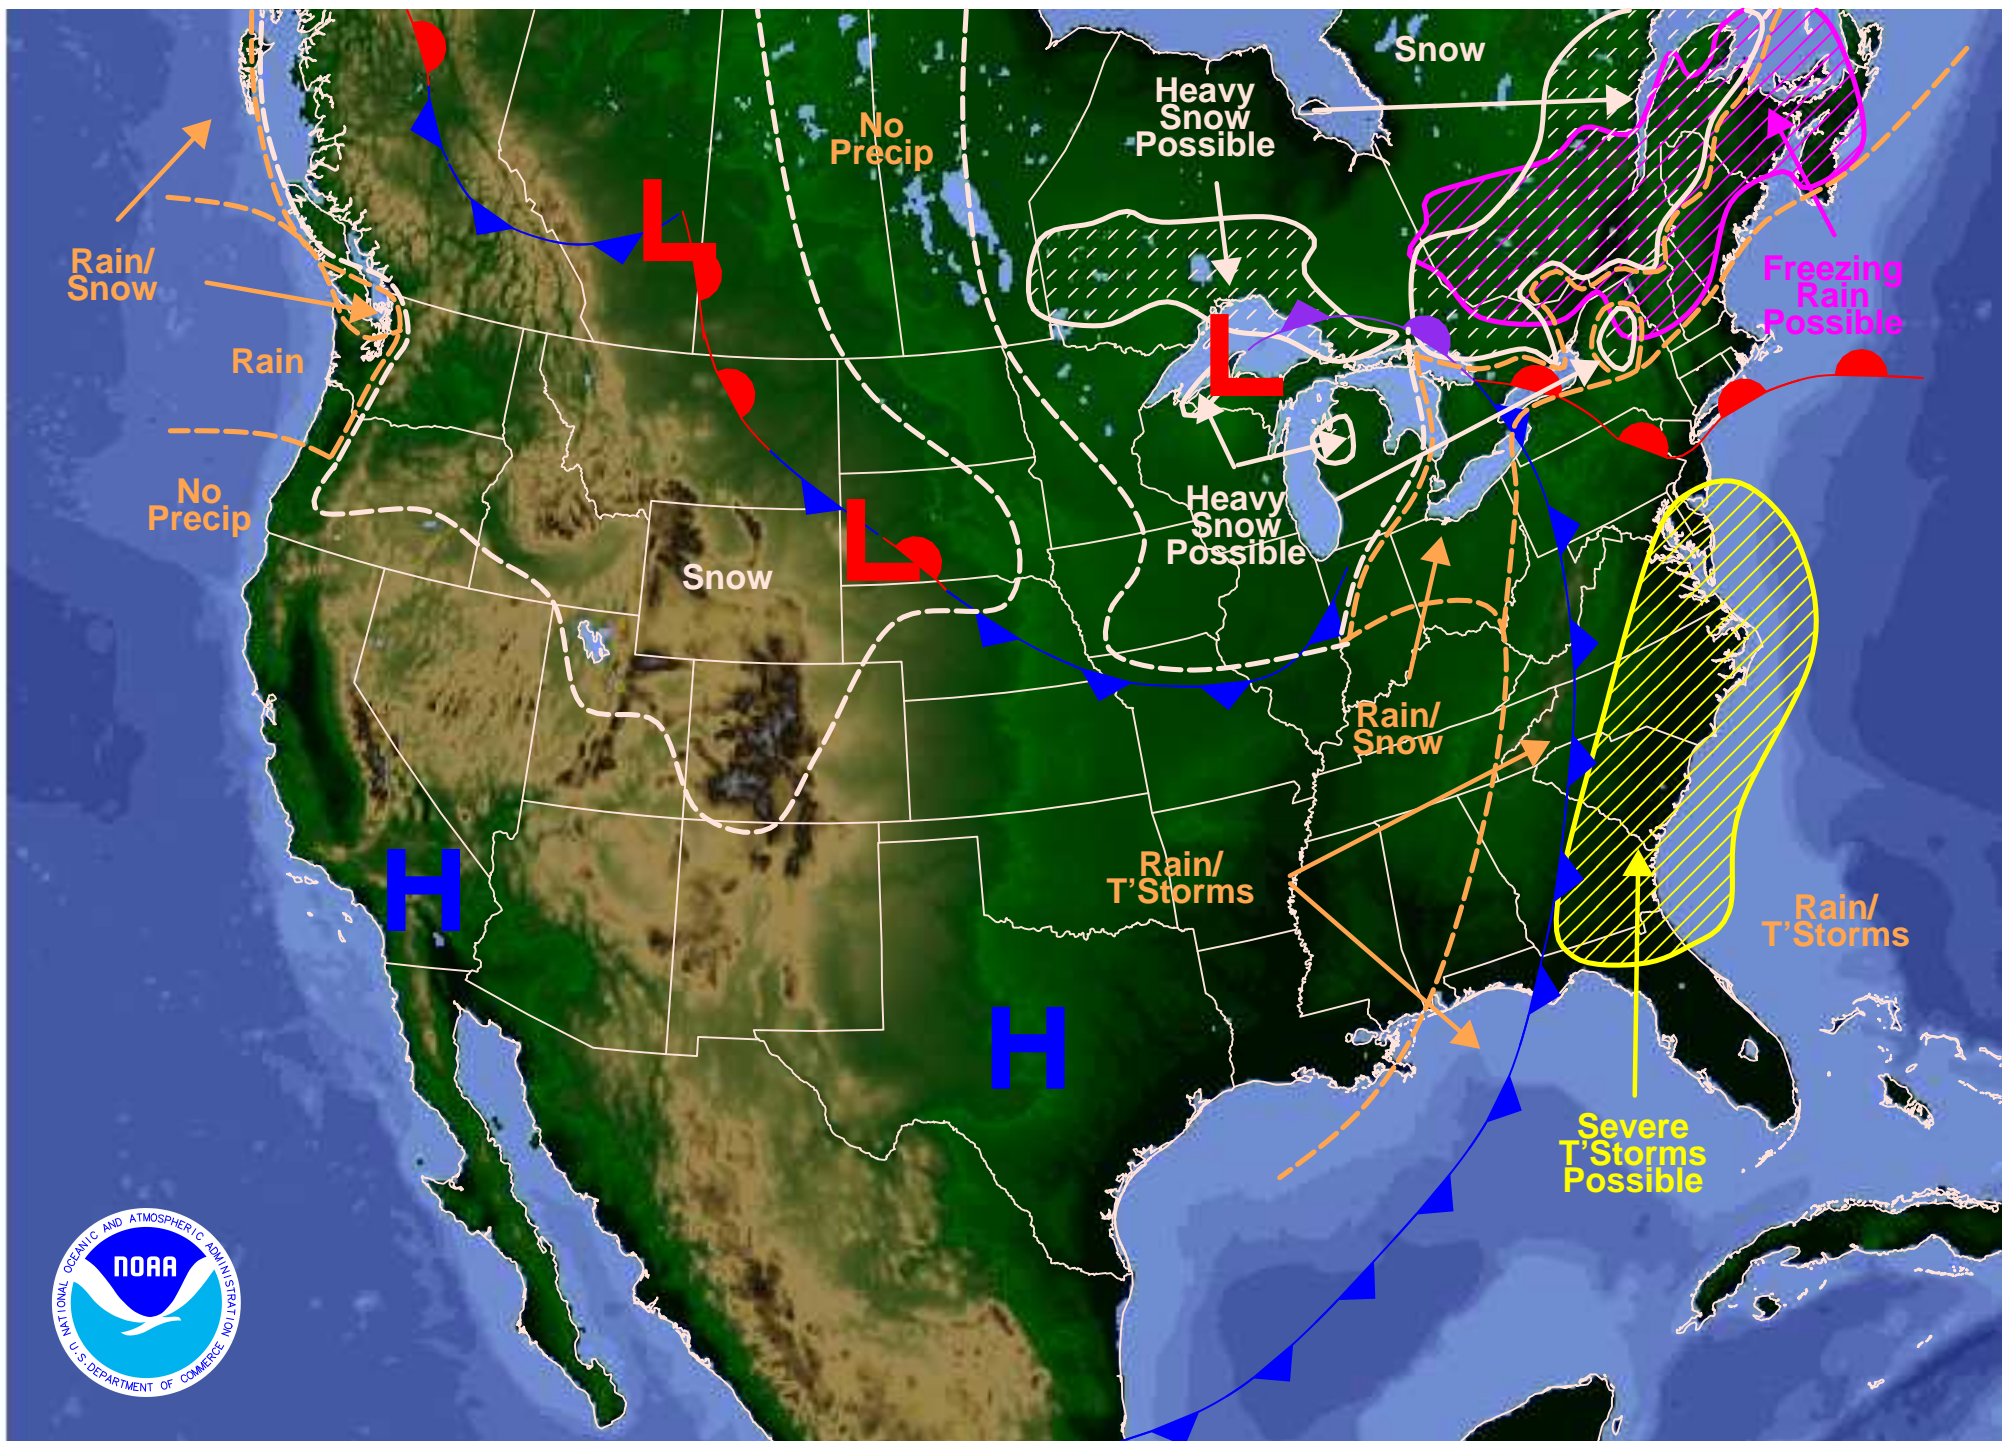 Snow
Heavy
Snow
Possible
No
Precip
Rain/
Snow
Freezing
Rain
Possible
Rain
No
Precip
Heavy
Snow
Possible
Snow
Rain/
Snow
Rain/
T'Storms
Rain/
T'Storms
Severe
T'Storms
Possible
L
L
L
L
H
H
NATIONAL OCEANIC AND ATMOSPHERIC ADMINISTRATION
NOAA
U.S. DEPARTMENT OF COMMERCE